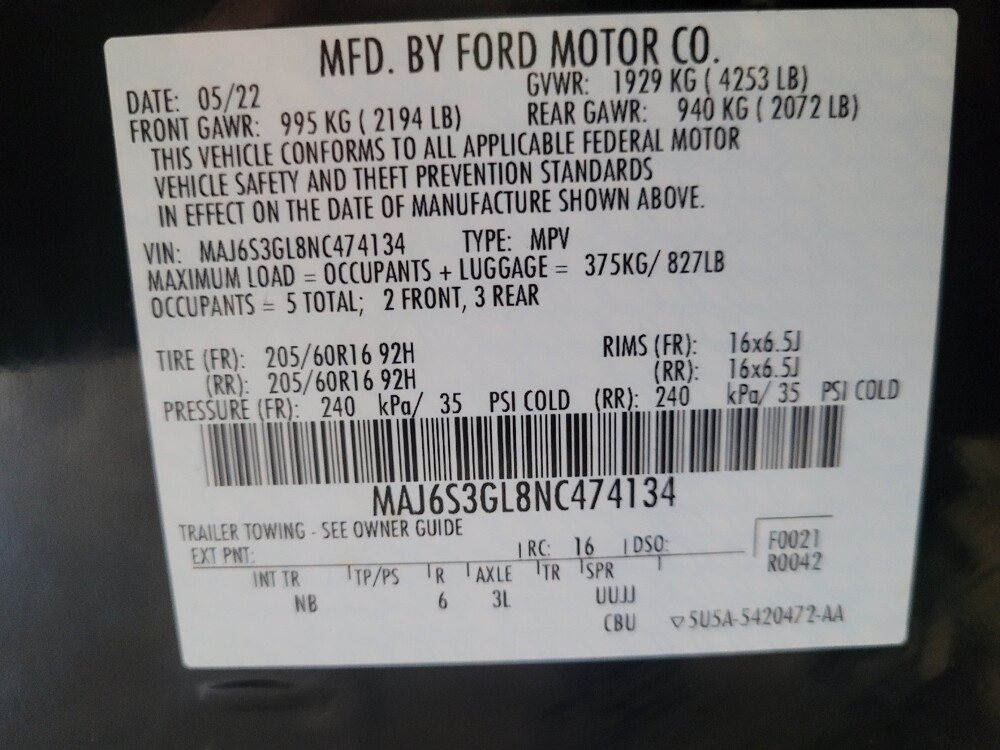 MFD. BY FORD MOTOR CO.
DATE: 05/22 GVWR: 1929 KG ( 4253 LB)
FRONT GAWR: 995 KG ( 2194 LB) REAR GAWR: 940 KG ( 2072 LB)
THIS VEHICLE CONFORMS TO ALL APPLICABLE FEDERAL MOTOR
VEHICLE SAFETY AND THEFT PREVENTION STANDARDS
IN EFFECT ON THE DATE OF MANUFACTURE SHOWN ABOVE.
VIN: MAJ6S3GL8NC474134 TYPE: MPV
MAXIMUM LOAD = OCCUPANTS + LUGGAGE = 375KG/ 827LB
OCCUPANTS = 5 TOTAL; 2 FRONT, 3 REAR
TIRE (FR): 205/60R16 92H RIMS (FR): 16x6.5J
(RR): 205/60R16 92H (RR): 16x6.5J
PRESSURE (FR): 240 kPa/ 35 PSI COLD (RR): 240 kPa/ 35 PSI COLD
MAJ6S3GL8NC474134
TRAILER TOWING - SEE OWNER GUIDE
EXT PNT: RC: 16 DSO: F0021
R0042
INT TR TP/PS R AXLE TR SPR
NB 6 3L UUJJ
CBU ▽5U5A-5420472-AA